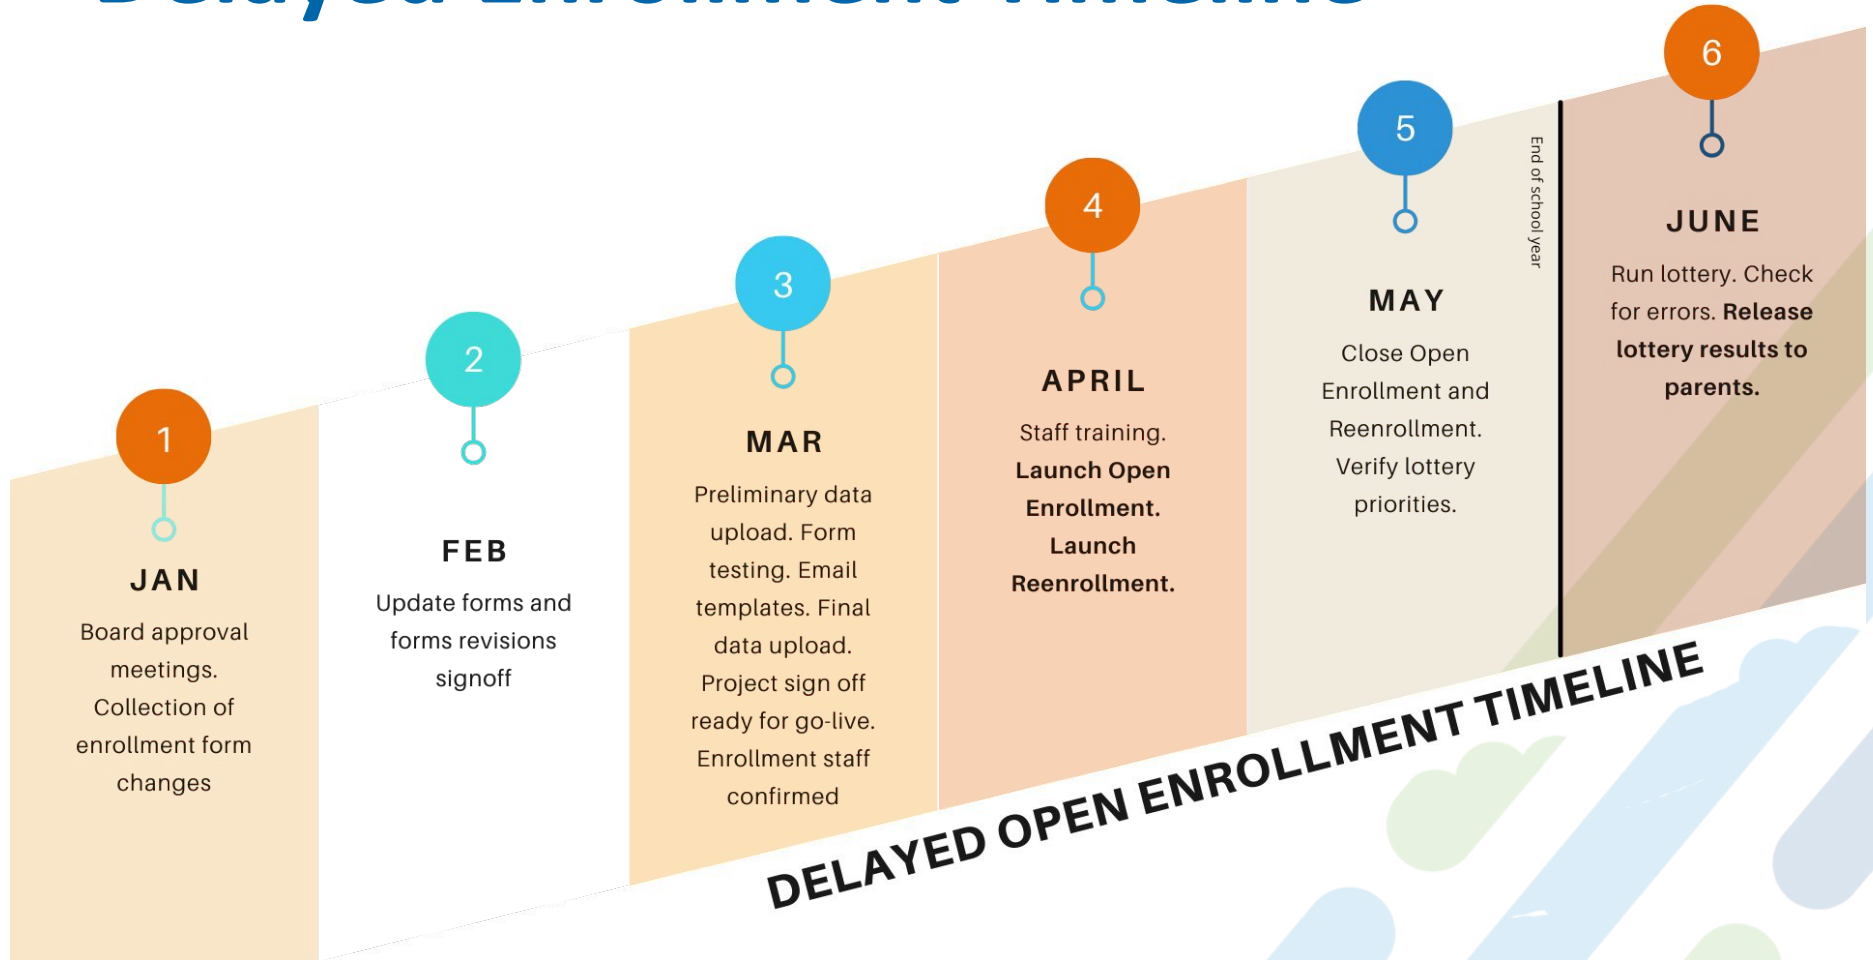 Delayed Enrollment Timeline
1
JAN
Board approval
meetings.
Collection of
enrollment form
changes
2
FEB
Update forms and
forms revisions
signoff
3
MAR
Preliminary data
upload. Form
testing. Email
templates. Final
data upload.
Project sign off
ready for go-live.
Enrollment staff
confirmed
4
APRIL
Staff training.
Launch Open
Enrollment.
Launch
Reenrollment.
5
MAY
Close Open
Enrollment and
Reenrollment.
Verify lottery
priorities.
End of school year
6
JUNE
Run lottery. Check
for errors. Release
lottery results to
parents.
DELAYED OPEN ENROLLMENT TIMELINE